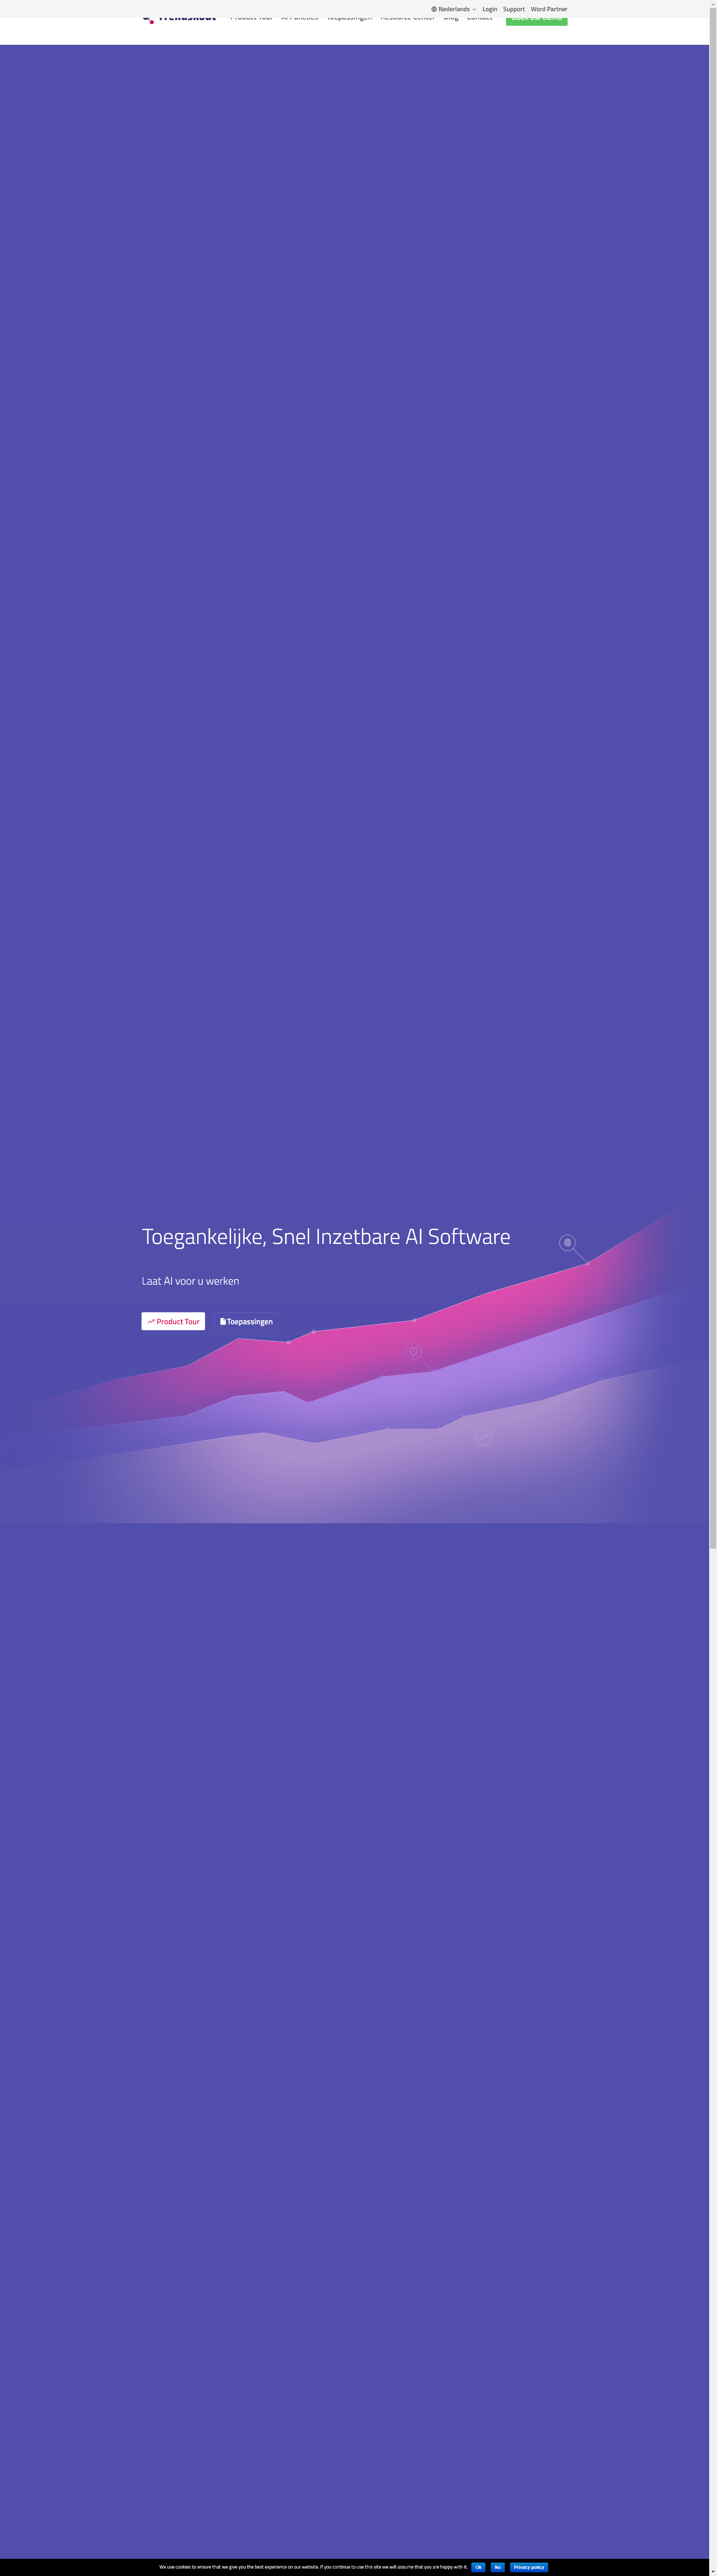 Nederlands Login Support Word Partner
Trendskout Product Tour AI Functies Toepassingen Resource Center Blog Contact Boek uw Demo
Toegankelijke, Snel Inzetbare AI Software
Laat AI voor u werken
Product Tour Toepassingen
We use cookies to ensure that we give you the best experience on our website. If you continue to use this site we will assume that you are happy with it. Ok No Privacy policy